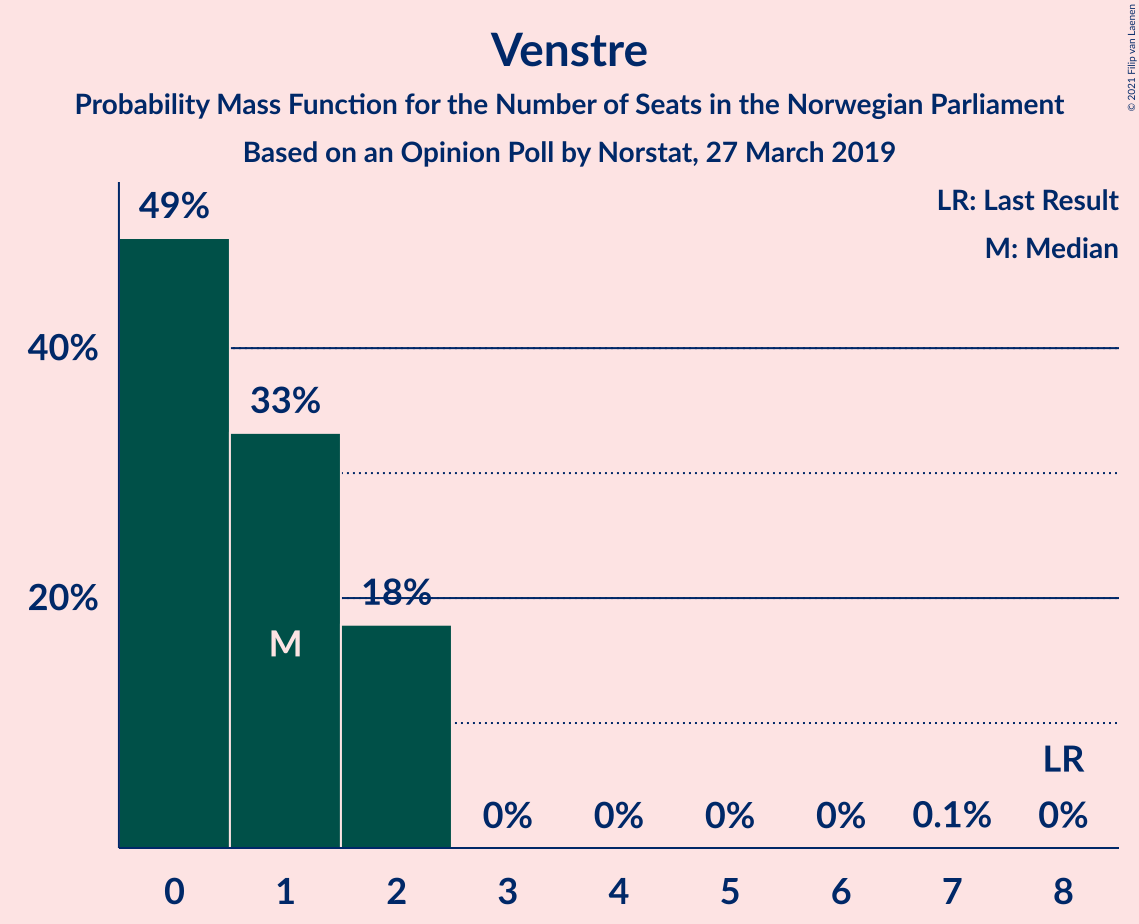 Venstre
Probability Mass Function for the Number of Seats in the Norwegian Parliament
Based on an Opinion Poll by Norstat, 27 March 2019
© 2021 Filip van Laenen
LR: Last Result
M: Median
49%
40%
33%
20%
18%
M
LR
0% 0% 0% 0% 0.1% 0%
0 1 2 3 4 5 6 7 8